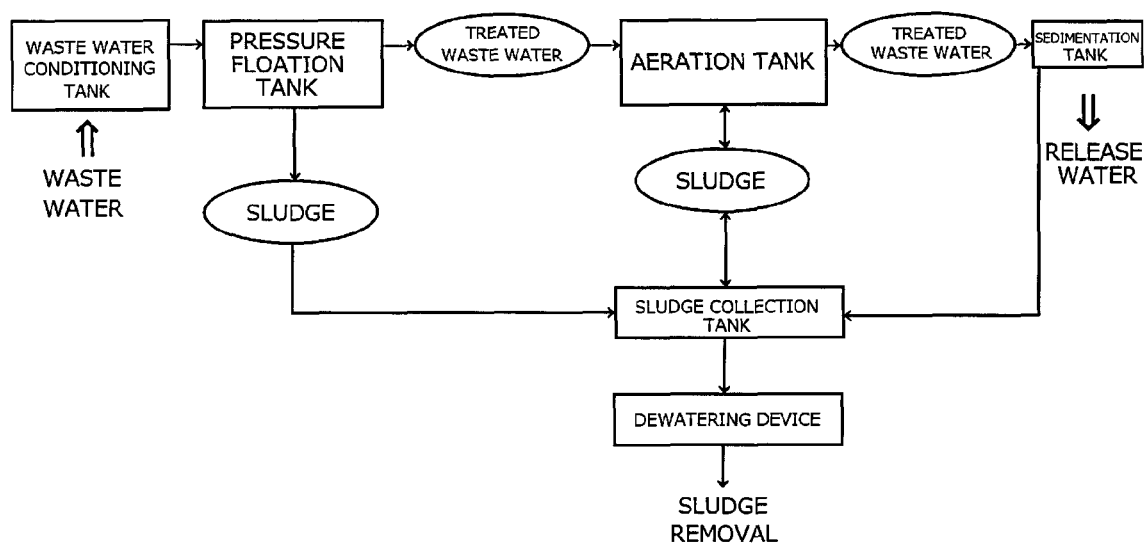 WASTE WATER
CONDITIONING
TANK
PRESSURE
FLOATION
TANK
TREATED
WASTE WATER
AERATION TANK
TREATED
WASTE WATER
SEDIMENTATION
TANK
WASTE
WATER
SLUDGE
SLUDGE
RELEASE
WATER
SLUDGE COLLECTION
TANK
DEWATERING DEVICE
SLUDGE
REMOVAL